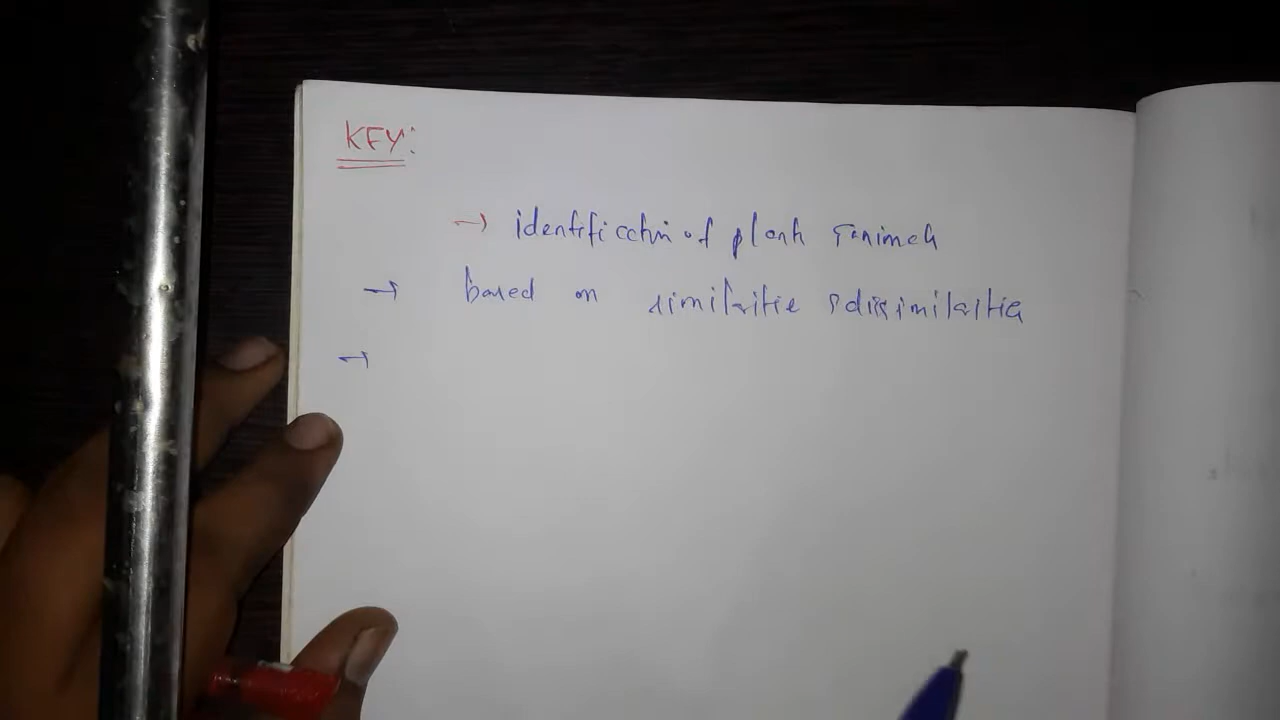 KEY:
→ identification of plants & animals
→ based on similarities & dissimilarities
→